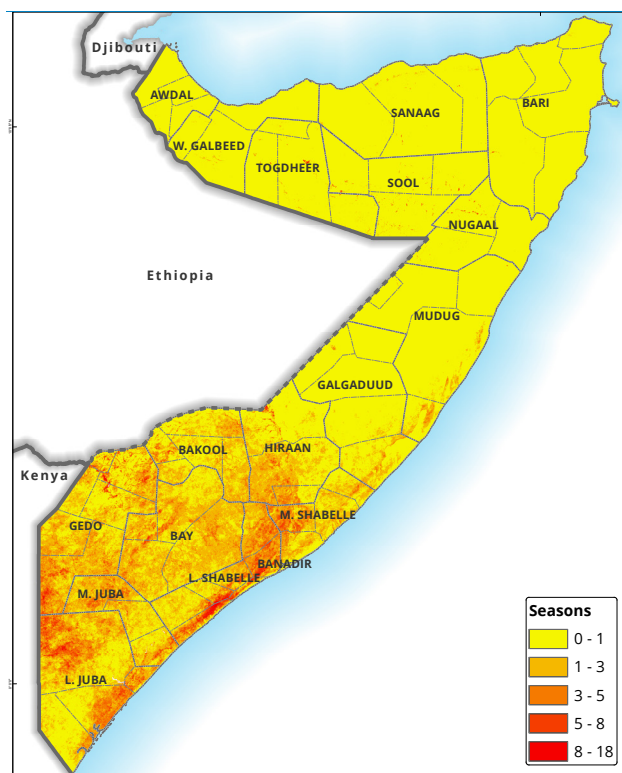 Djibouti
AWDAL
SANAAG
BARI
W. GALBEED
TOGDHEER
SOOL
NUGAAL
Ethiopia
MUDUG
GALGADUUD
BAKOOL
HIRAAN
Kenya
M. SHABELLE
GEDO
BAY
BANADIR
L. SHABELLE
M. JUBA
L. JUBA
Seasons
0 - 1
1 - 3
3 - 5
5 - 8
8 - 18